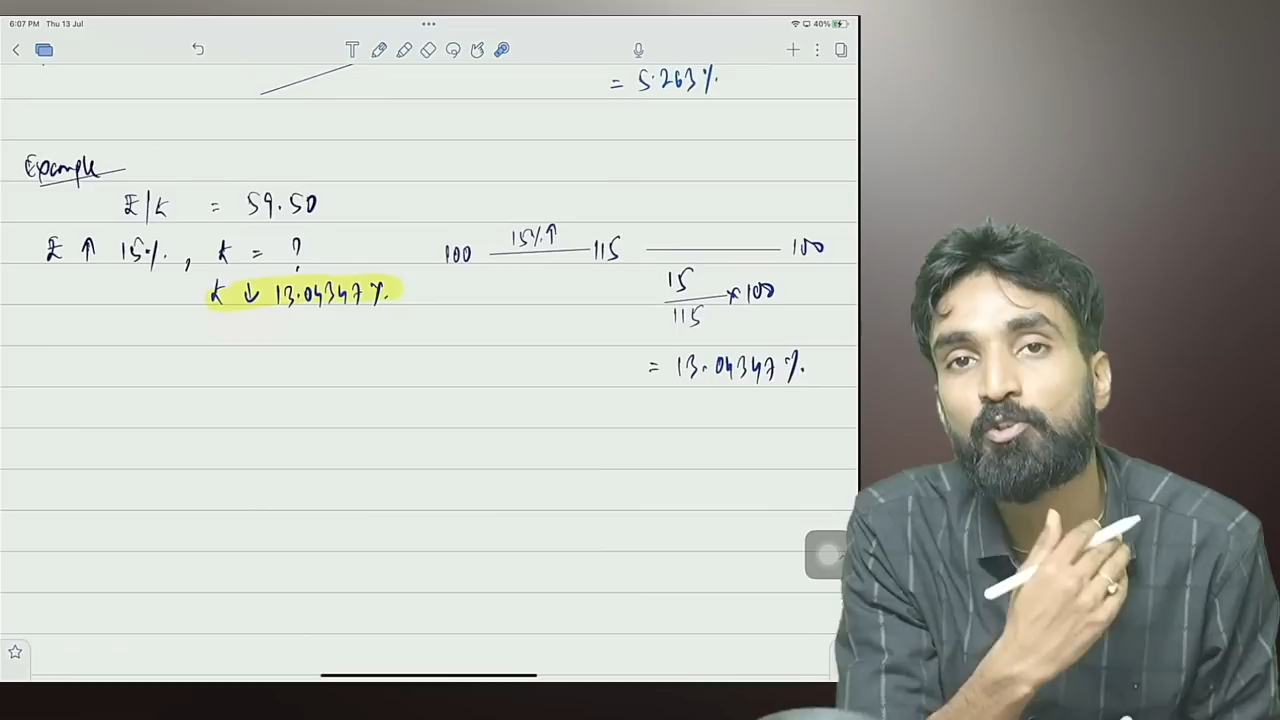 6:07 PM Thu 13 Jul
40%
T
= 5.263%
Example
£/K = 59.50
£ ↑ 15%, K = ?
100 15%↑ 115 100
K ↓ 13.04347%.
15
115
×100
= 13.04347%.